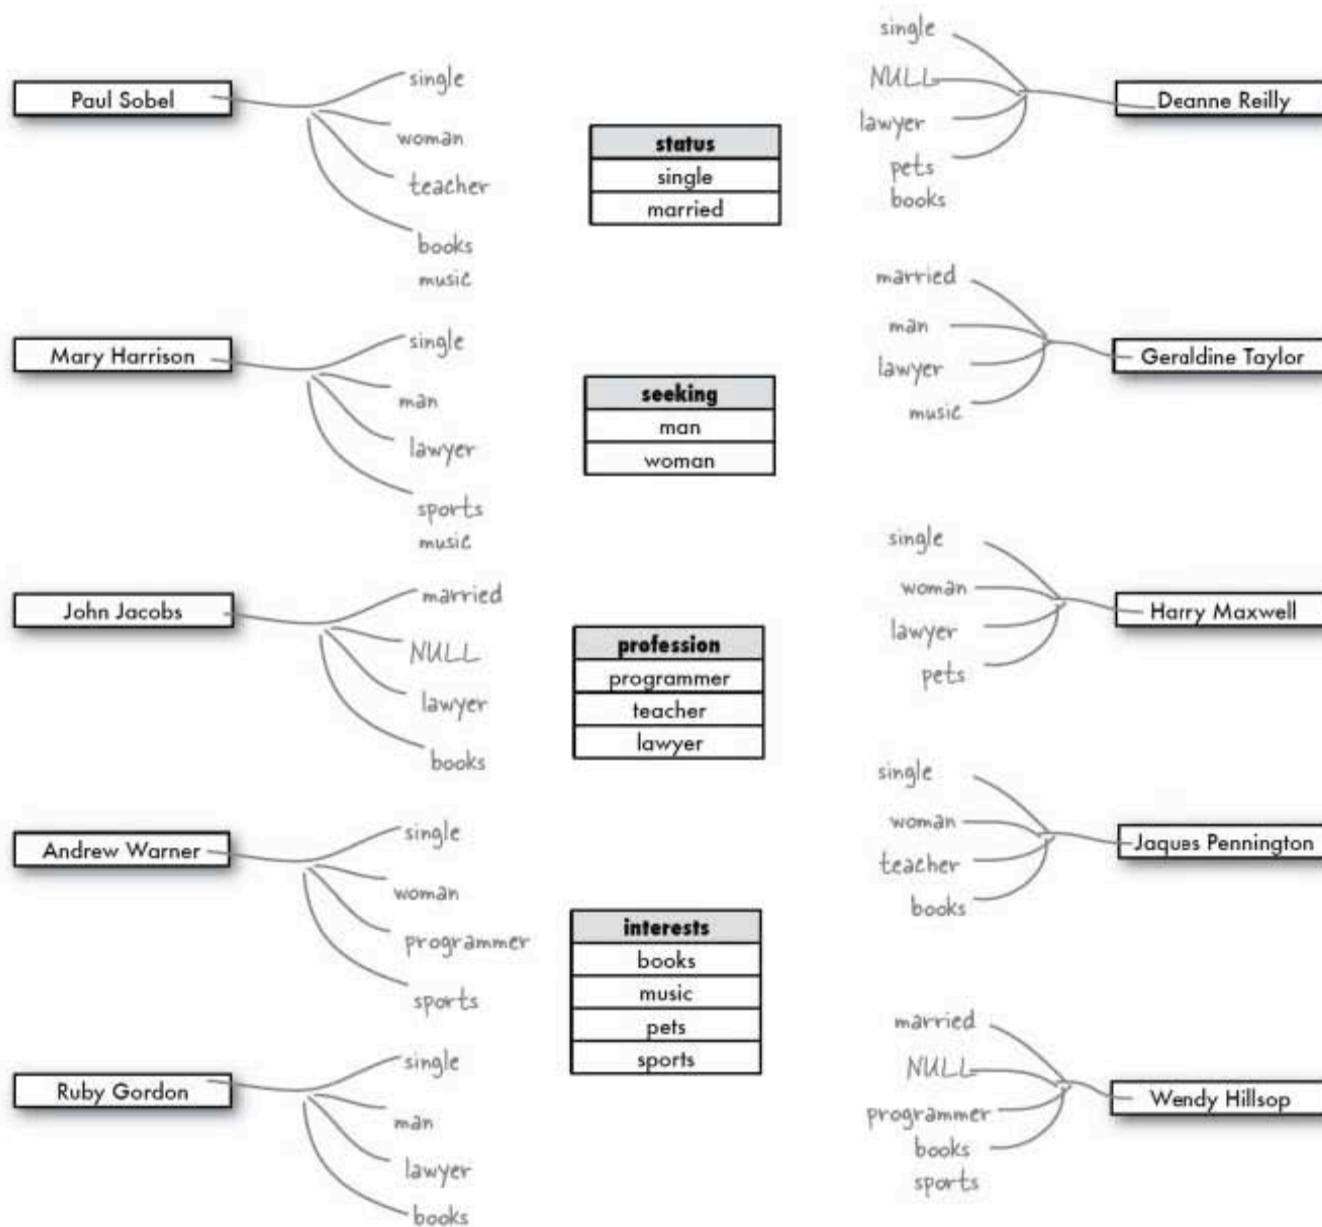 Paul Sobel
single
woman
teacher
books
music
Mary Harrison
single
man
lawyer
sports
music
John Jacobs
married
NULL
lawyer
books
Andrew Warner
single
woman
programmer
sports
Ruby Gordon
single
man
lawyer
books
status
single
married
seeking
man
woman
profession
programmer
teacher
lawyer
interests
books
music
pets
sports
single
NULL
lawyer
pets
books
Deanne Reilly
married
man
lawyer
music
Geraldine Taylor
single
woman
lawyer
pets
Harry Maxwell
single
woman
teacher
books
Jaques Pennington
married
NULL
programmer
books
sports
Wendy Hillsop